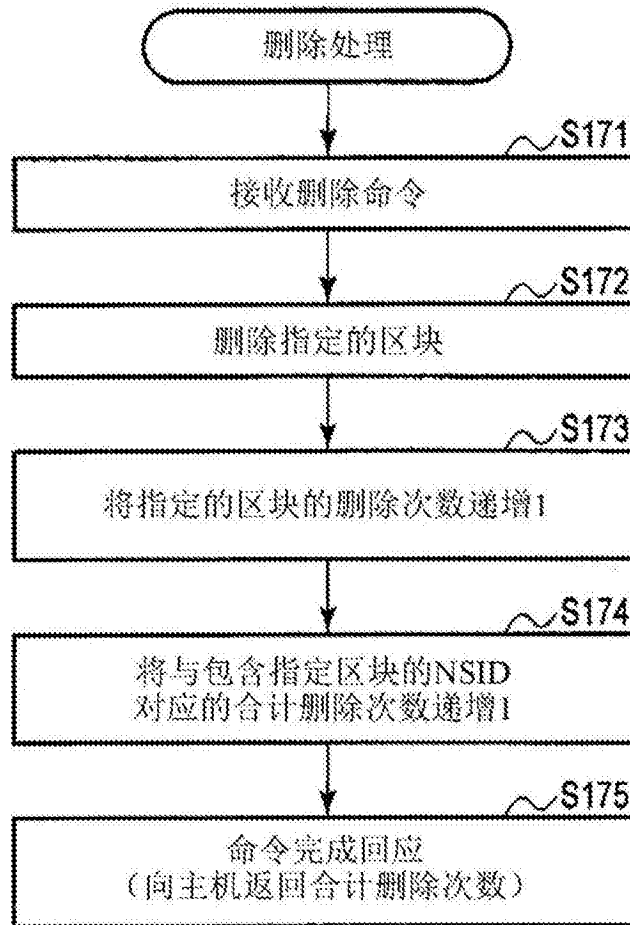 删除处理
S171
接收删除命令
S172
删除指定的区块
S173
将指定的区块的删除次数递增1
S174
将与包含指定区块的NSID
对应的合计删除次数递增1
S175
命令完成回应
（向主机返回合计删除次数）